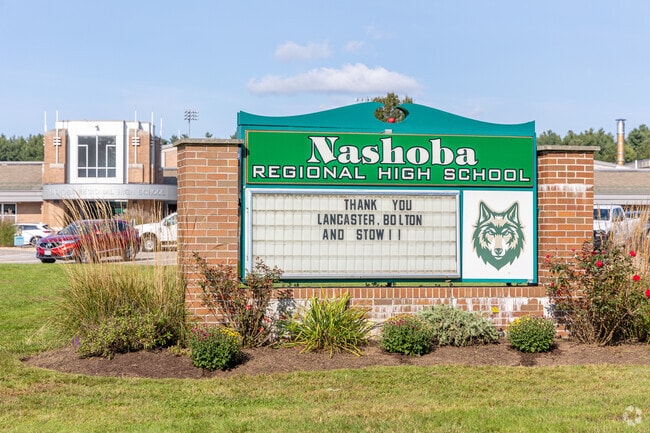 Nashoba
REGIONAL HIGH SCHOOL
THANK YOU
LANCASTER, BOLTON
AND STOW I I